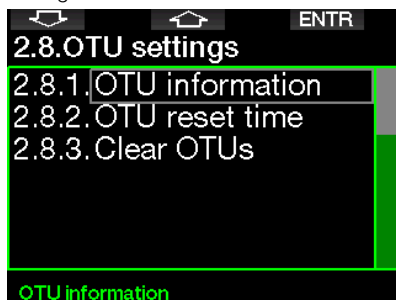 ENTR
2.8.OTU settings
2.8.1.OTU information
2.8.2.OTU reset time
2.8.3.Clear OTUs
OTU information